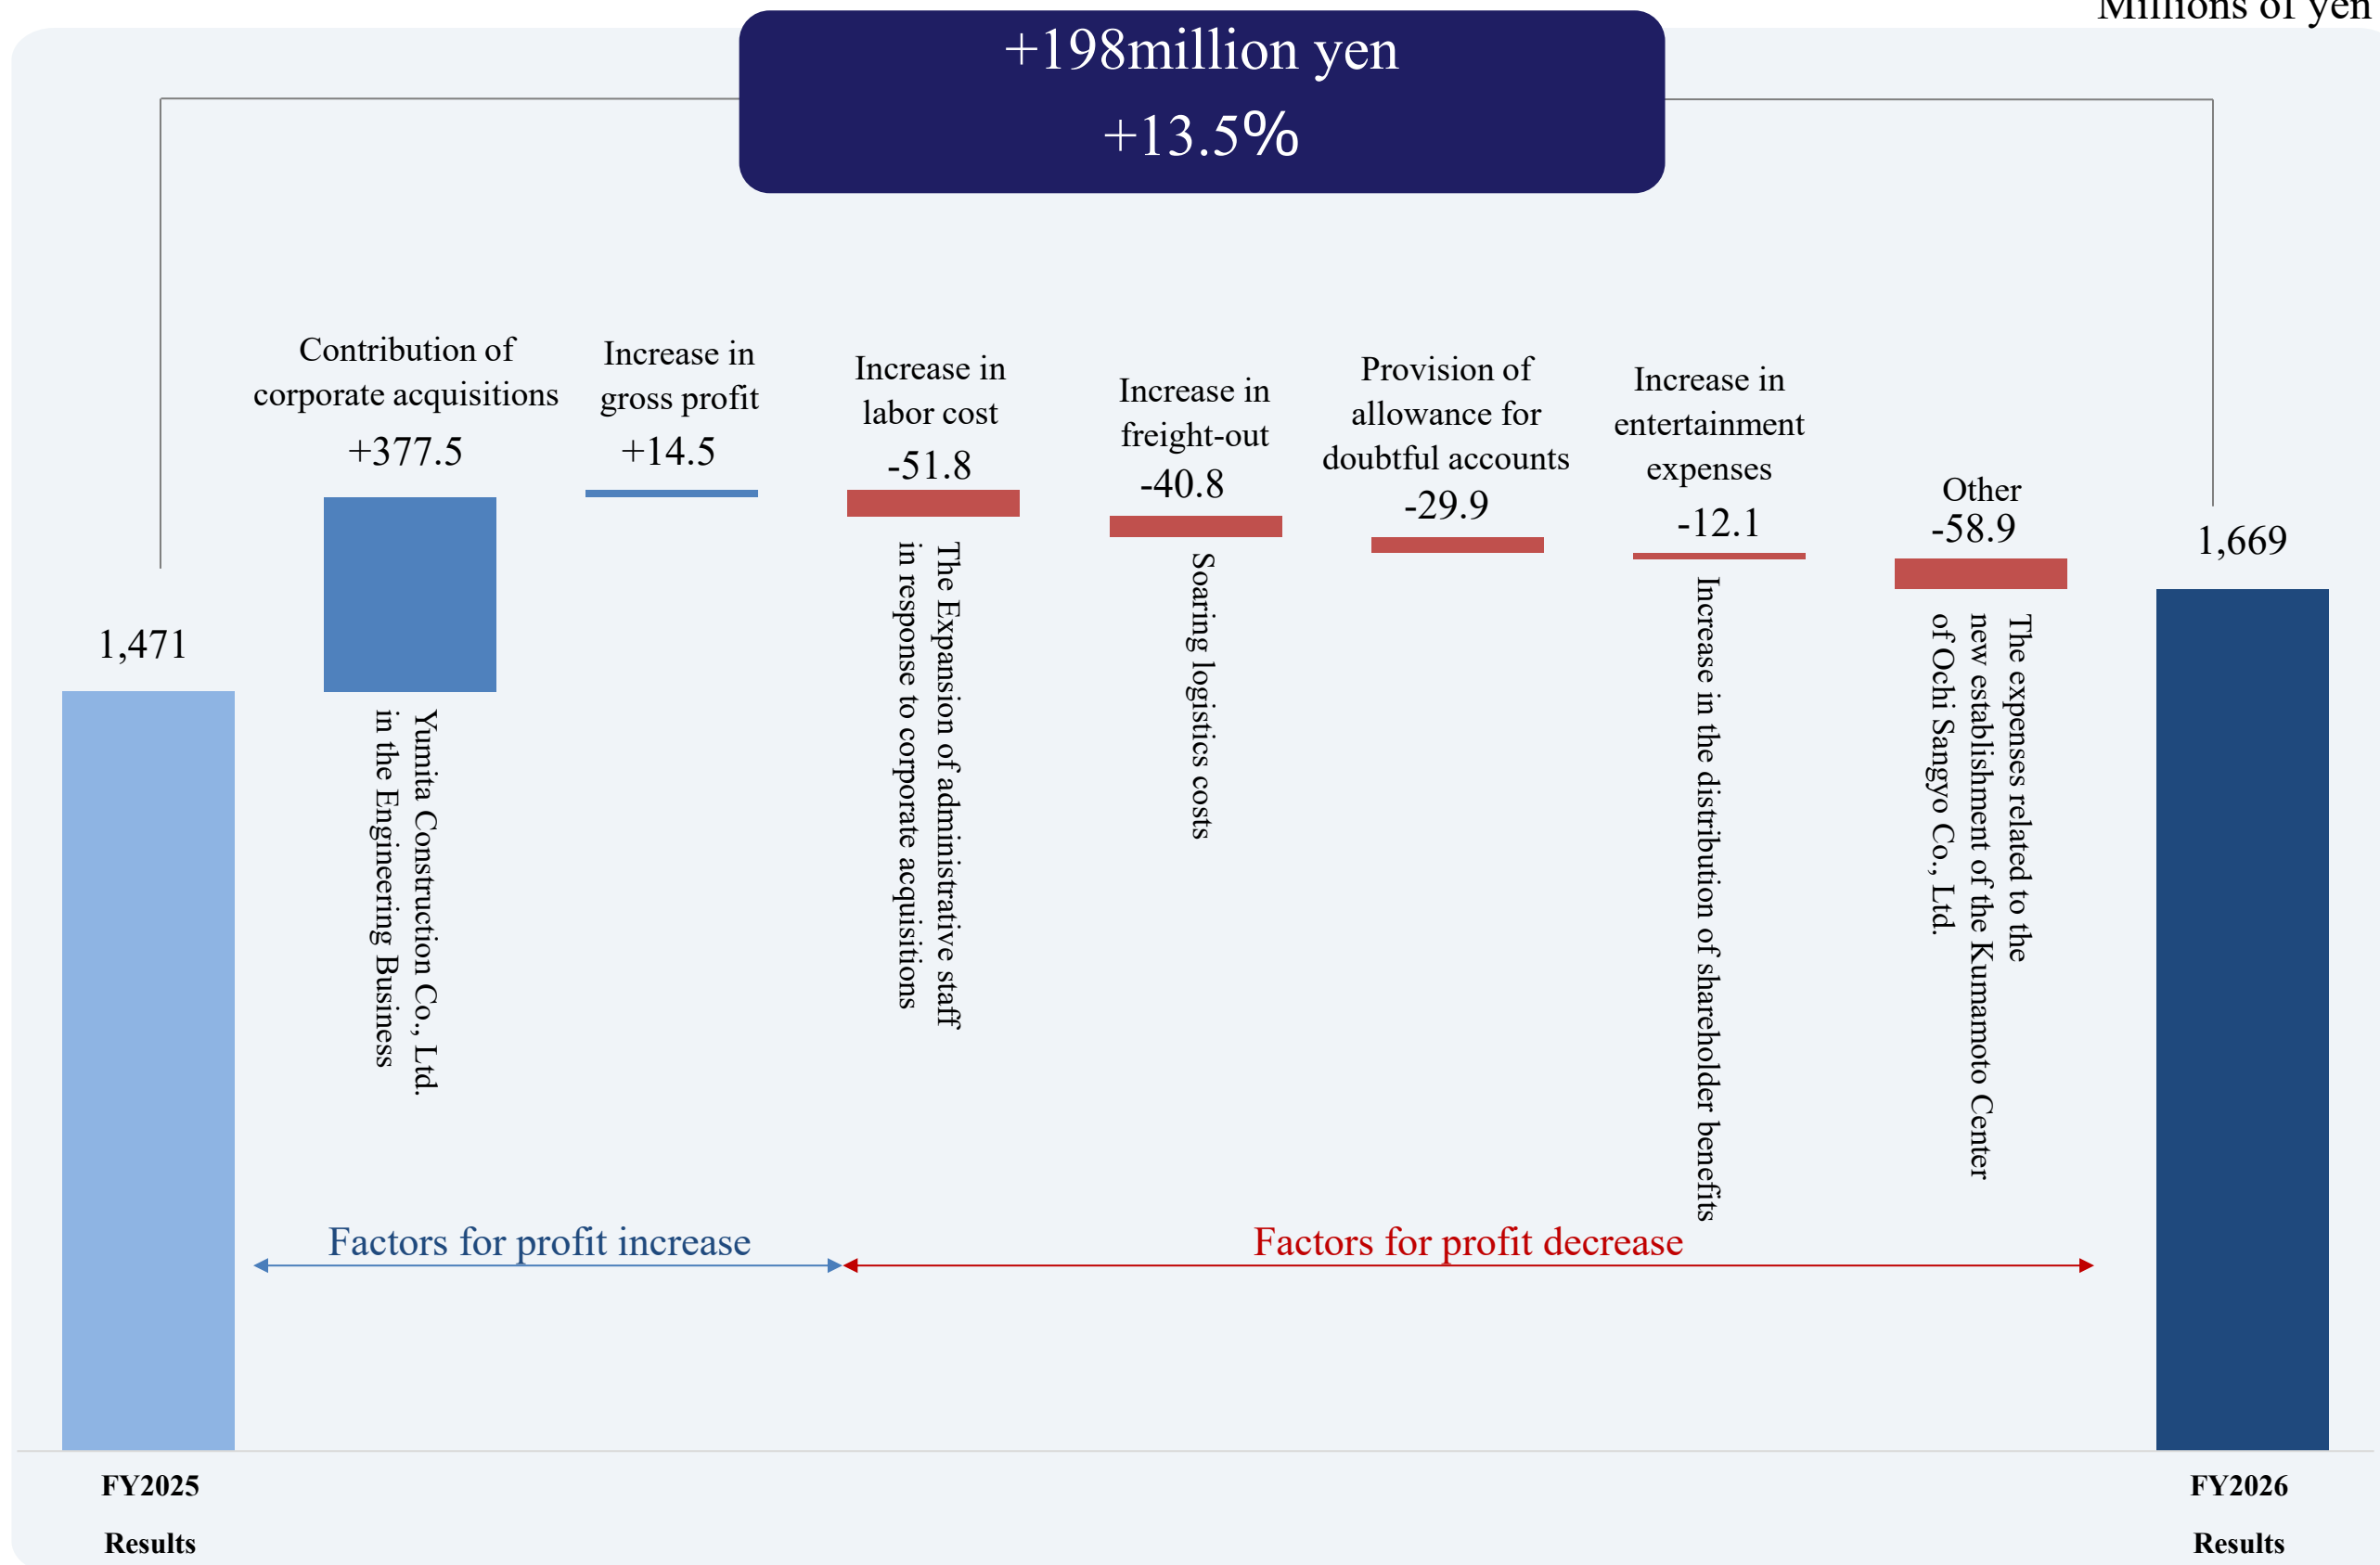 Millions of yen
+198million yen
+13.5%
Contribution of
corporate acquisitions
+377.5
Yumita Construction Co., Ltd.
in the Engineering Business
Increase in
gross profit
+14.5
Increase in
labor cost
-51.8
The Expansion of administrative staff
in response to corporate acquisitions
Increase in
freight-out
-40.8
Soaring logistics costs
Provision of
allowance for
doubtful accounts
-29.9
Increase in
entertainment
expenses
-12.1
Increase in the distribution of shareholder benefits
Other
-58.9
The expenses related to the
new establishment of the Kumamoto Center
of Ochi Sangyo Co., Ltd.
1,471
1,669
Factors for profit increase
Factors for profit decrease
FY2025
Results
FY2026
Results